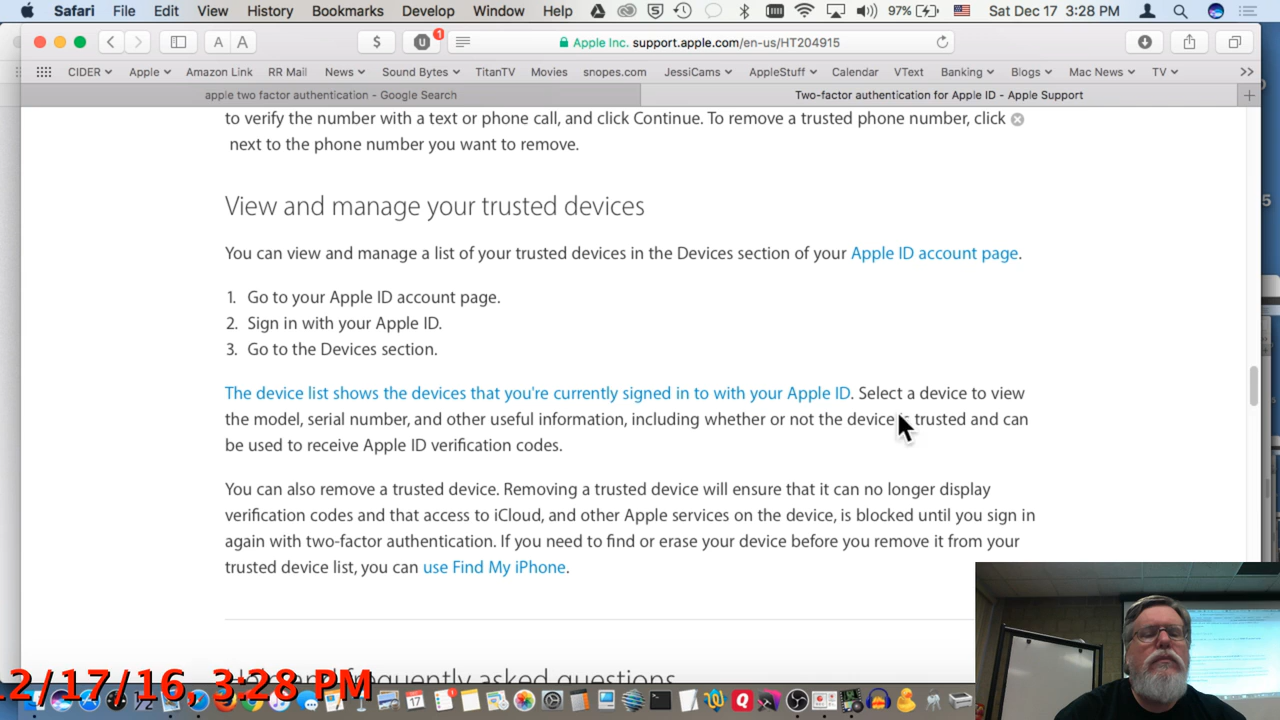 Safari File Edit View History Bookmarks Develop Window Help 97% Sat Dec 17 3:28 PM
A A $ U 1 Apple Inc. support.apple.com/en-us/HT204915
CIDER Apple Amazon Link RR Mail News Sound Bytes TitanTV Movies snopes.com JessiCams AppleStuff Calendar VText Banking Blogs Mac News TV >>
apple two factor authentication - Google Search Two-factor authentication for Apple ID - Apple Support +
to verify the number with a text or phone call, and click Continue. To remove a trusted phone number, click
next to the phone number you want to remove.
View and manage your trusted devices
You can view and manage a list of your trusted devices in the Devices section of your Apple ID account page.
1. Go to your Apple ID account page.
2. Sign in with your Apple ID.
3. Go to the Devices section.
The device list shows the devices that you're currently signed in to with your Apple ID. Select a device to view
the model, serial number, and other useful information, including whether or not the device is trusted and can
be used to receive Apple ID verification codes.
You can also remove a trusted device. Removing a trusted device will ensure that it can no longer display
verification codes and that access to iCloud, and other Apple services on the device, is blocked until you sign in
again with two-factor authentication. If you need to find or erase your device before you remove it from your
trusted device list, you can use Find My iPhone.
frequently asked questions
2/17/16, 3:28 PM